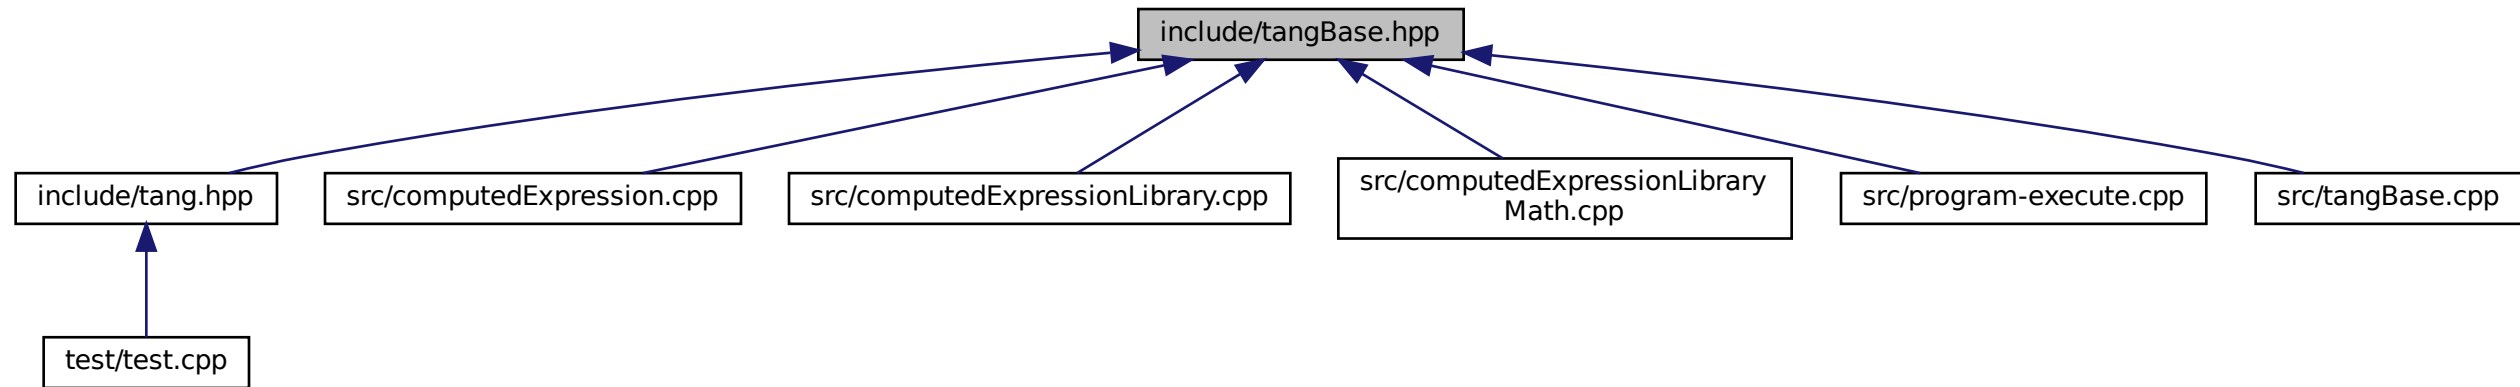 include/tangBase.hpp
include/tang.hpp
src/computedExpression.cpp
src/computedExpressionLibrary.cpp
src/computedExpressionLibrary
Math.cpp
src/program-execute.cpp
src/tangBase.cpp
test/test.cpp